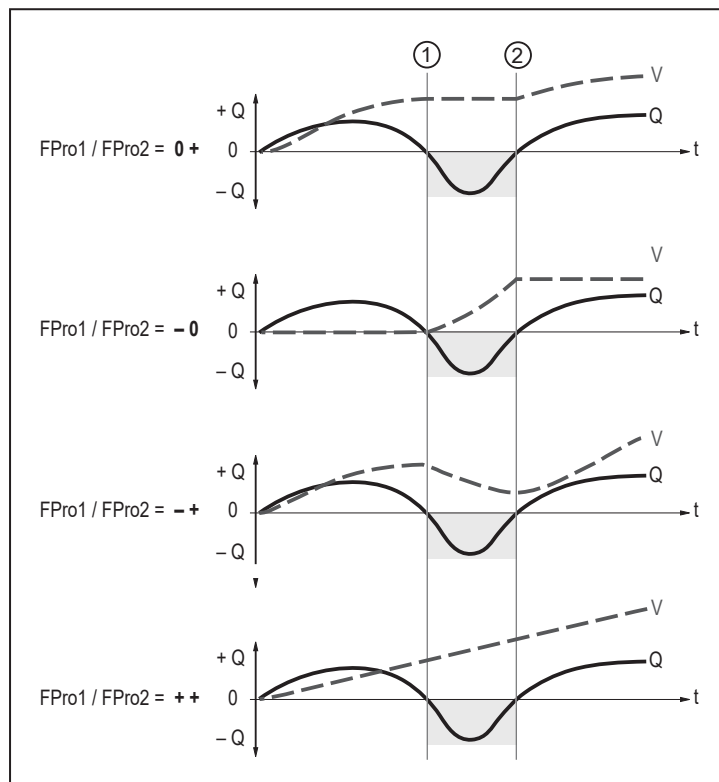 ① ②
V
+ Q
Q
FPro1 / FPro2 = 0 +
0
t
– Q
V
+ Q
Q
FPro1 / FPro2 = – 0
0
t
– Q
V
+ Q
Q
FPro1 / FPro2 = – +
0
t
– Q
V
+ Q
Q
FPro1 / FPro2 = + +
0
t
– Q